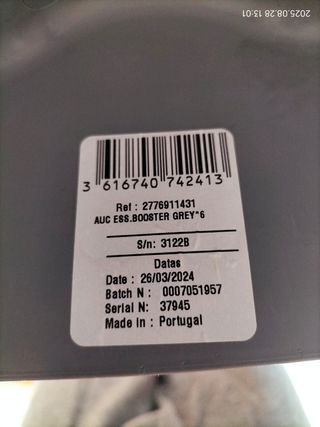 2025.08.28 15:01
3 616740 742413
Ref : 2776911431
AUC ESS.BOOSTER GREY*6
S/n: 3122B
Datas
Date : 26/03/2024
Batch N : 0007051957
Serial N: 37945
Made in : Portugal